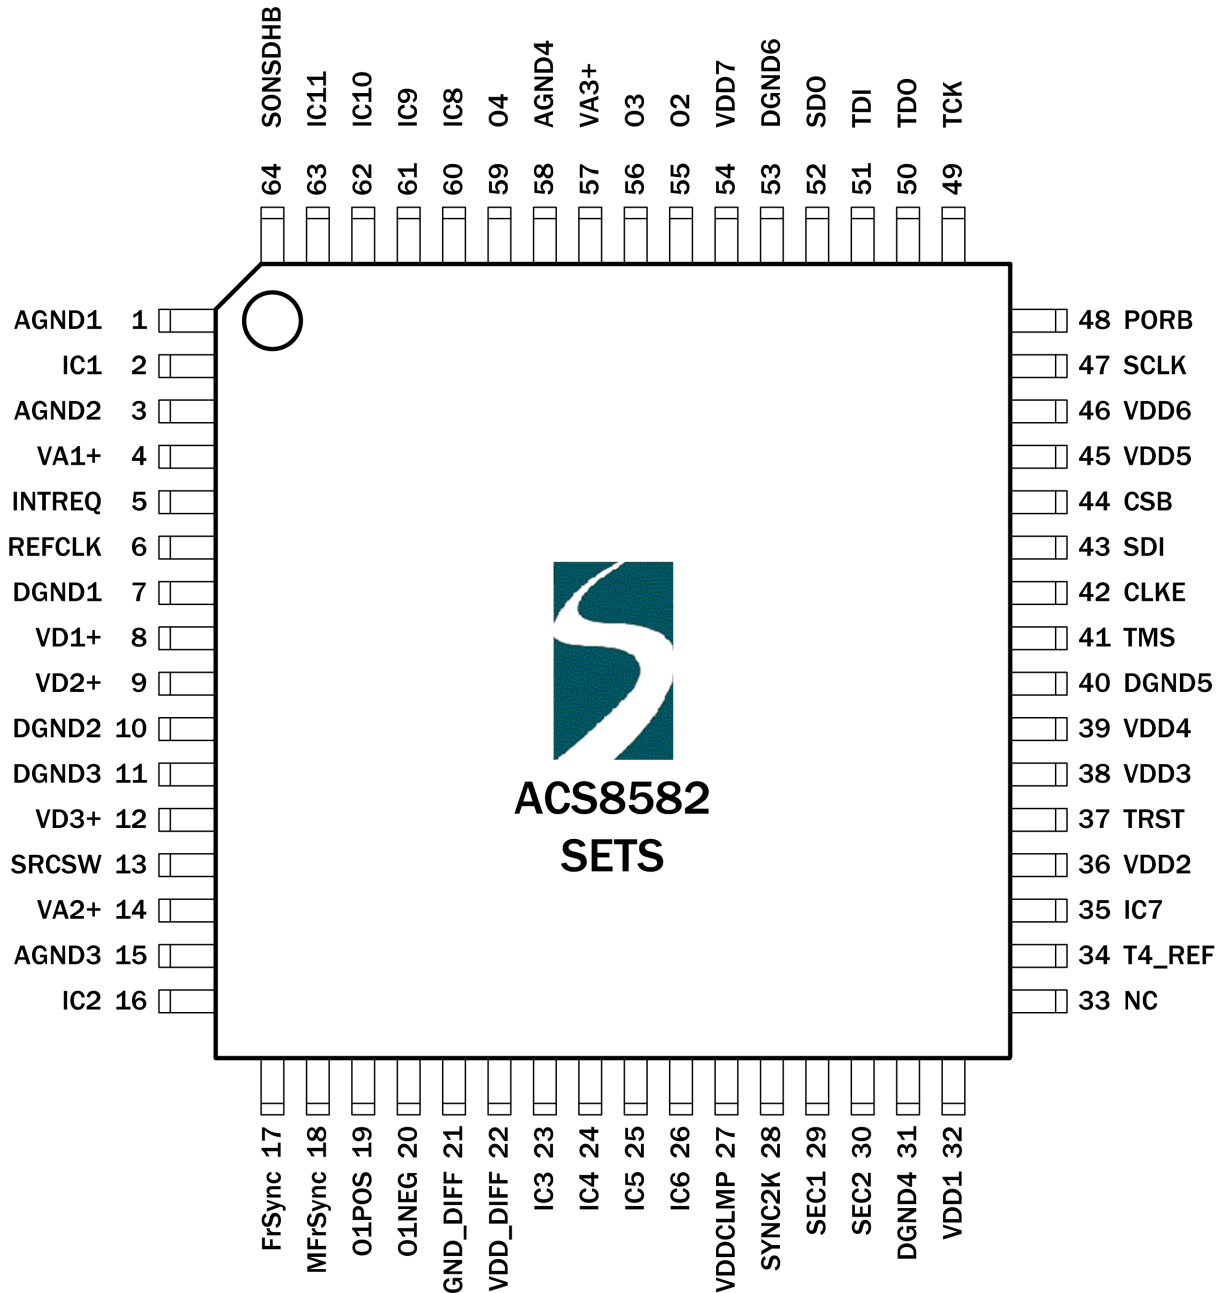 SONSDHB 64
IC11 63
IC10 62
IC9 61
IC8 60
O4 59
AGND4 58
VA3+ 57
O3 56
O2 55
VDD7 54
DGND6 53
SDO 52
TDI 51
TDO 50
TCK 49
AGND1 1
IC1 2
AGND2 3
VA1+ 4
INTREQ 5
REFCLK 6
DGND1 7
VD1+ 8
VD2+ 9
DGND2 10
DGND3 11
VD3+ 12
SRCSW 13
VA2+ 14
AGND3 15
IC2 16
ACS8582
SETS
48 PORB
47 SCLK
46 VDD6
45 VDD5
44 CSB
43 SDI
42 CLKE
41 TMS
40 DGND5
39 VDD4
38 VDD3
37 TRST
36 VDD2
35 IC7
34 T4_REF
33 NC
FrSync 17
MFrSync 18
O1POS 19
O1NEG 20
GND_DIFF 21
VDD_DIFF 22
IC3 23
IC4 24
IC5 25
IC6 26
VDDCLMP 27
SYNC2K 28
SEC1 29
SEC2 30
DGND4 31
VDD1 32